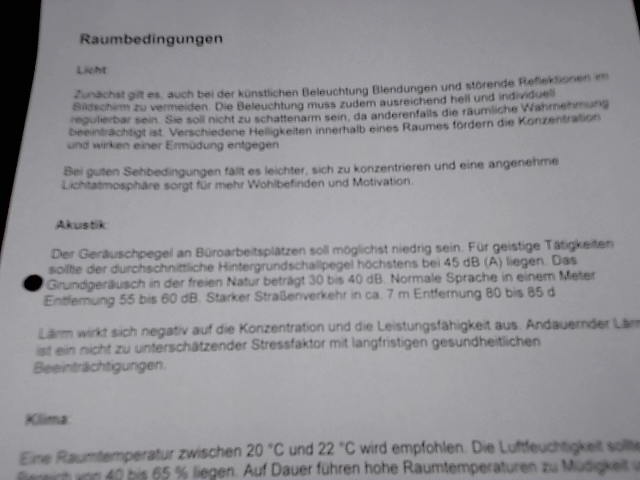 Raumbedingungen
Licht:
Zunächst gilt es, auch bei der künstlichen Beleuchtung Blendungen und störende Reflektionen im
Bildschirm zu vermeiden. Die Beleuchtung muss zudem ausreichend hell und individuell
regulierbar sein. Sie soll nicht zu schattenarm sein, da anderenfalls die räumliche Wahrnehmung
beeinträchtigt ist. Verschiedene Helligkeiten innerhalb eines Raumes fördern die Konzentration
und wirken einer Ermüdung entgegen
Bei guten Sehbedingungen fällt es leichter, sich zu konzentrieren und eine angenehme
Lichtatmosphäre sorgt für mehr Wohlbefinden und Motivation.
Akustik:
Der Geräuschpegel an Büroarbeitsplätzen soll möglichst niedrig sein. Für geistige Tätigkeiten
sollte der durchschnittliche Hintergrundschallpegel höchstens bei 45 dB (A) liegen. Das
Grundgeräusch in der freien Natur beträgt 30 bis 40 dB. Normale Sprache in einem Meter
Entfernung 55 bis 60 dB. Starker Straßenverkehr in ca. 7 m Entfernung 80 bis 85 d
Lärm wirkt sich negativ auf die Konzentration und die Leistungsfähigkeit aus. Andauernder Lärm
ist ein nicht zu unterschätzender Stressfaktor mit langfristigen gesundheitlichen
Beeinträchtigungen.
Klima:
Eine Raumtemperatur zwischen 20 °C und 22 °C wird empfohlen. Die Luftfeuchtigkeit sollte
Bereich von 40 bis 65 % liegen. Auf Dauer führen hohe Raumtemperaturen zu Müdigkeit